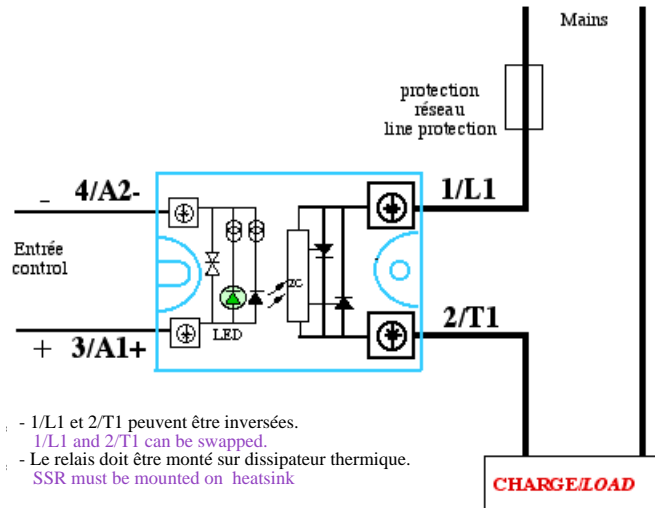 Mains
protection
réseau
line protection
4/A2-
1/L1
Entrée
control
ZC
LED
2/T1
+ 3/A1+
- 1/L1 et 2/T1 peuvent être inversées.
1/L1 and 2/T1 can be swapped.
- Le relais doit être monté sur dissipateur thermique.
SSR must be mounted on heatsink
CHARGE/LOAD